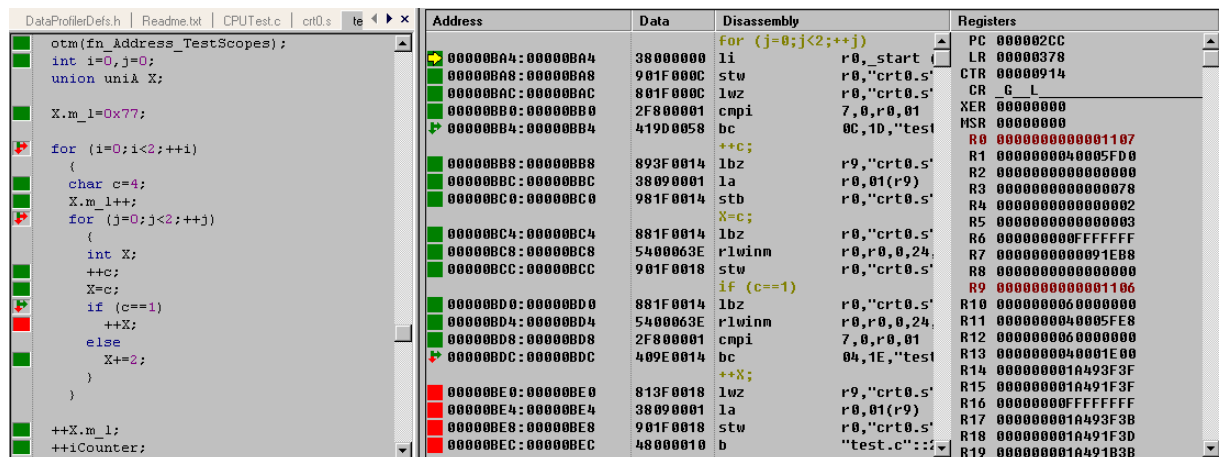 DataProfilerDefs.h | Readme.txt | CPUTest.c | crt0.s te
otm(fn_Address_TestScopes);
int i=0,j=0;
union uniA X;
X.m_l=0x77;
for (i=0;i<2;++i)
{
char c=4;
X.m_l++;
for (j=0;j<2;++j)
{
int X;
++c;
X=c;
if (c==1)
++X;
else
X+=2;
}
}
++X.m_l;
++iCounter;
Address Data Disassembly
for (j=0;j<2;++j)
00000BA4:00000BA4 38000000 li r0,_start (
00000BA8:00000BA8 901F000C stw r0,"crt0.s'
00000BAC:00000BAC 801F000C lwz r0,"crt0.s'
00000BB0:00000BB0 2F800001 cmpi 7,0,r0,01
00000BB4:00000BB4 419D0058 bc 0C,1D,"test
++c;
00000BB8:00000BB8 893F0014 lbz r9,"crt0.s'
00000BBC:00000BBC 38090001 la r0,01(r9)
00000BC0:00000BC0 981F0014 stb r0,"crt0.s'
X=c;
00000BC4:00000BC4 881F0014 lbz r0,"crt0.s'
00000BC8:00000BC8 5400063E rlwinm r0,r0,0,24,
00000BCC:00000BCC 901F0018 stw r0,"crt0.s'
if (c==1)
00000BD0:00000BD0 881F0014 lbz r0,"crt0.s'
00000BD4:00000BD4 5400063E rlwinm r0,r0,0,24,
00000BD8:00000BD8 2F800001 cmpi 7,0,r0,01
00000BDC:00000BDC 409E0014 bc 04,1E,"test
++X;
00000BE0:00000BE0 813F0018 lwz r9,"crt0.s'
00000BE4:00000BE4 38090001 la r0,01(r9)
00000BE8:00000BE8 901F0018 stw r0,"crt0.s'
00000BEC:00000BEC 48000010 b "test.c"::2
Registers
PC 000002CC
LR 00000378
CTR 00000914
CR _G__L_
XER 00000000
MSR 00000000
R0 0000000000001107
R1 0000000040005FD0
R2 0000000000000000
R3 0000000000000078
R4 0000000000000002
R5 0000000000000003
R6 000000000FFFFFFF
R7 0000000000091EB8
R8 0000000000000000
R9 0000000000001106
R10 0000000060000000
R11 0000000040005FE8
R12 0000000060000000
R13 0000000040001E00
R14 000000001A493F3F
R15 000000001A491F3F
R16 00000000FFFFFFFF
R17 000000001A493F3B
R18 000000001A491F3D
R19 000000001A491B3B